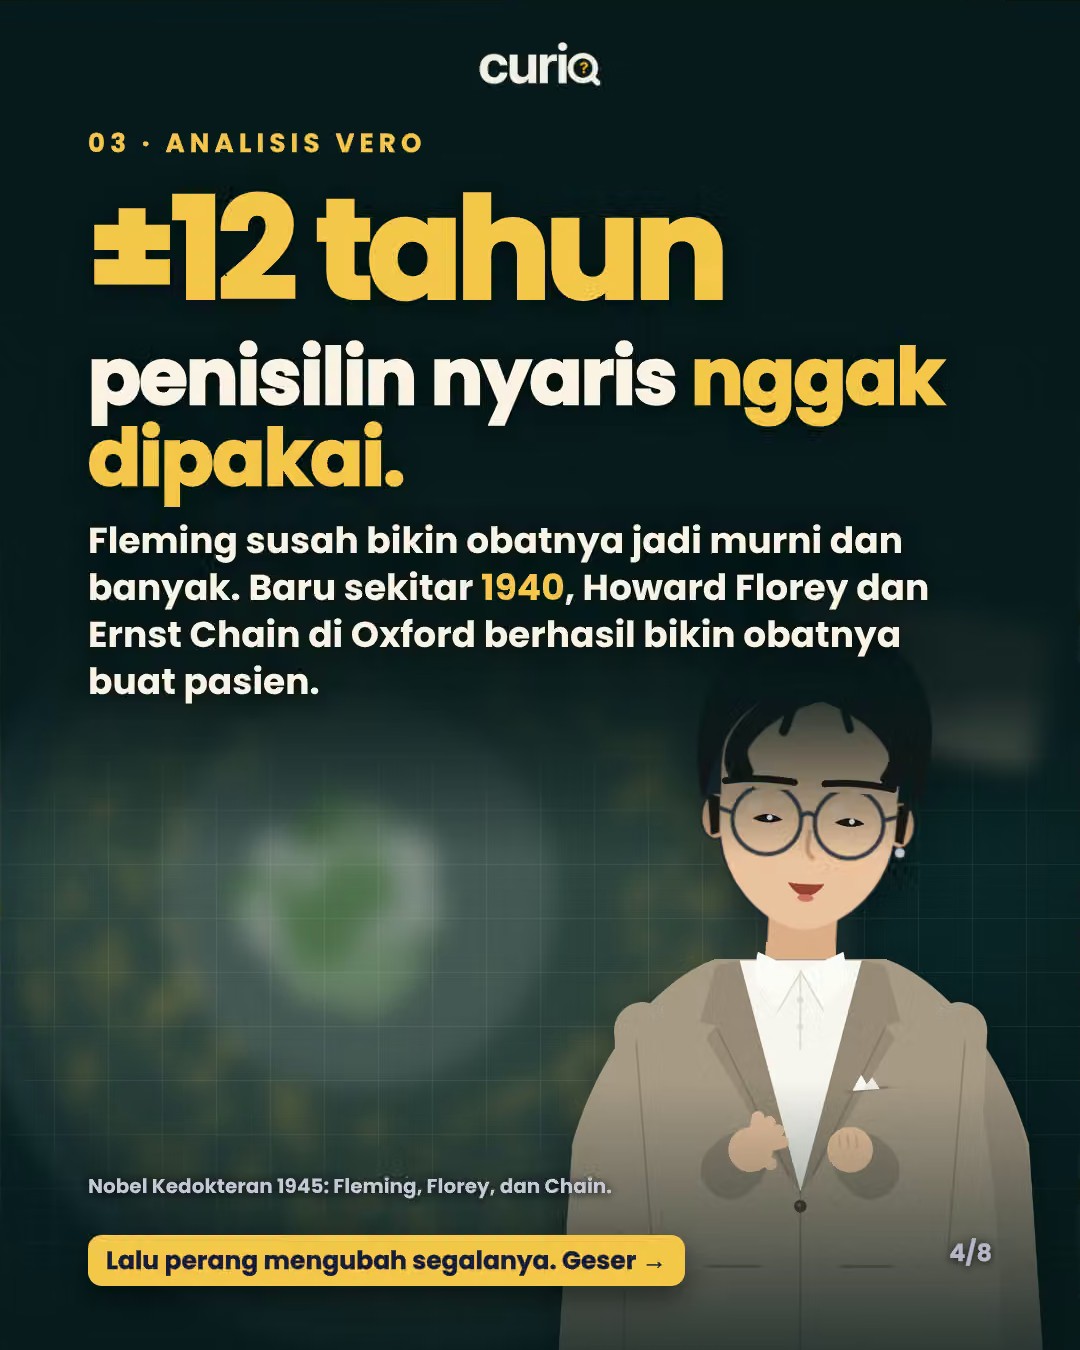 curiQ
03 · ANALISIS VERO
±12 tahun
penisilin nyaris nggak
dipakai.
Fleming susah bikin obatnya jadi murni dan
banyak. Baru sekitar 1940, Howard Florey dan
Ernst Chain di Oxford berhasil bikin obatnya
buat pasien.
Nobel Kedokteran 1945: Fleming, Florey, dan Chain.
Lalu perang mengubah segalanya. Geser →
4/8